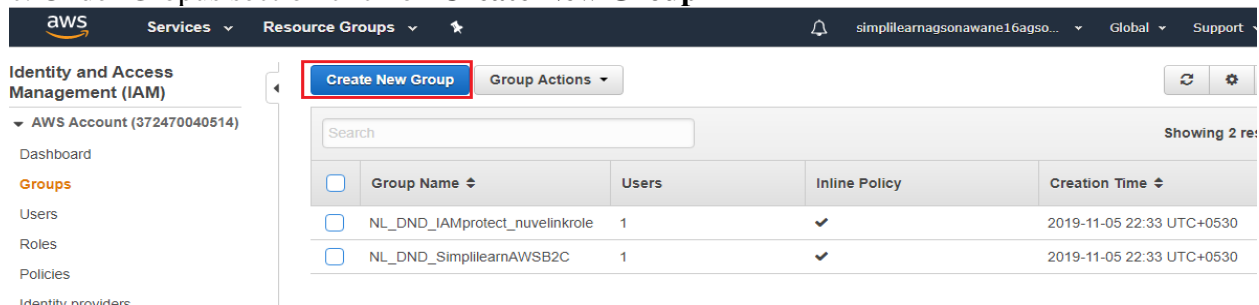 aws Services Resource Groups simplilearnagsonawane16agso... Global Support
Identity and Access
Management (IAM)
Create New Group Group Actions
AWS Account (372470040514)
Search Showing 2 res
Dashboard
Group Name Users Inline Policy Creation Time
Groups
Users
NL_DND_IAMprotect_nuvelinkrole 1 2019-11-05 22:33 UTC+0530
Roles
NL_DND_SimplilearnAWSB2C 1 2019-11-05 22:33 UTC+0530
Policies
Identity providers